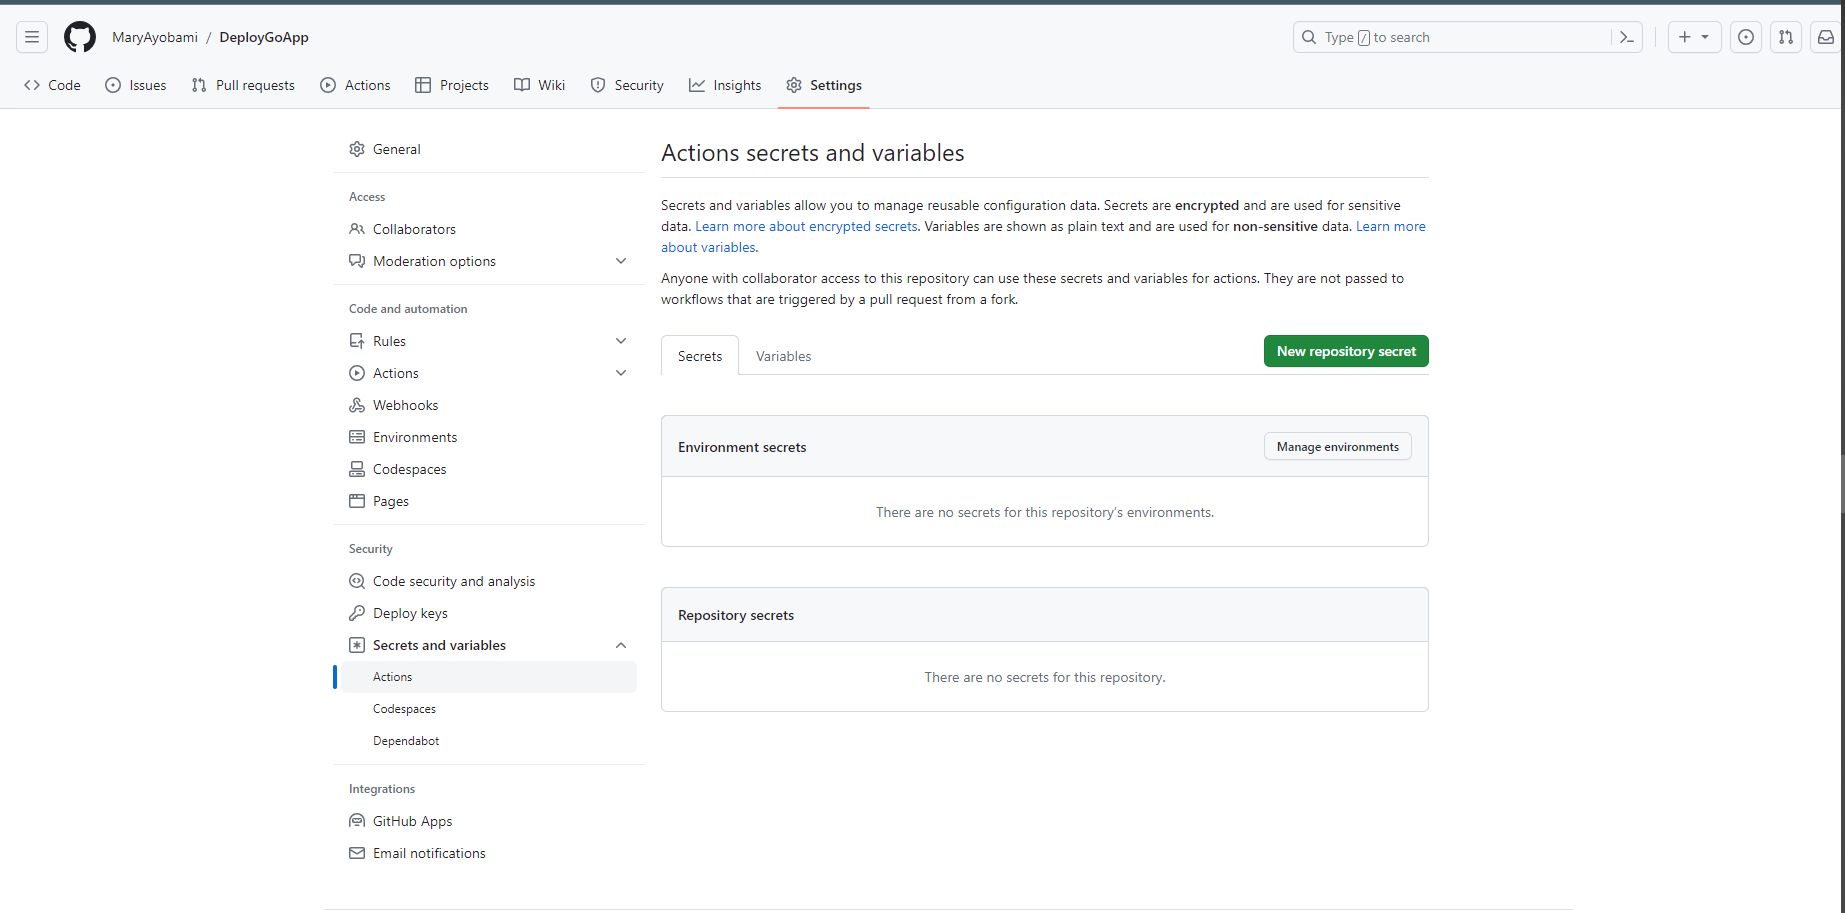 MaryAyobami / DeployGoApp
Type / to search
Code Issues Pull requests Actions Projects Wiki Security Insights Settings
General
Access
Collaborators
Moderation options
Code and automation
Rules
Actions
Webhooks
Environments
Codespaces
Pages
Security
Code security and analysis
Deploy keys
Secrets and variables
Actions
Codespaces
Dependabot
Integrations
GitHub Apps
Email notifications
Actions secrets and variables
Secrets and variables allow you to manage reusable configuration data. Secrets are encrypted and are used for sensitive
data. Learn more about encrypted secrets. Variables are shown as plain text and are used for non-sensitive data. Learn more
about variables.
Anyone with collaborator access to this repository can use these secrets and variables for actions. They are not passed to
workflows that are triggered by a pull request from a fork.
Secrets Variables New repository secret
Environment secrets Manage environments
There are no secrets for this repository's environments.
Repository secrets
There are no secrets for this repository.